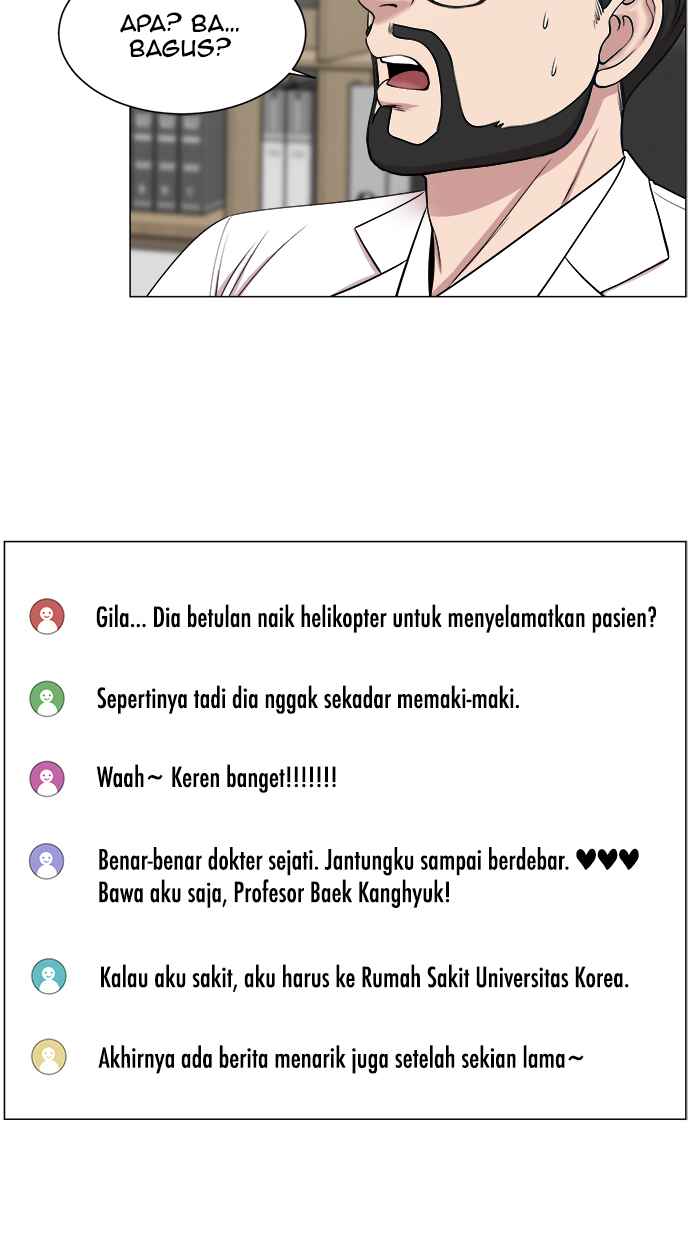 APA? BA...
BAGUS?
Gila... Dia betulan naik helikopter untuk menyelamatkan pasien?
Sepertinya tadi dia nggak sekadar memaki-maki.
Waah~ Keren banget!!!!!!!
Benar-benar dokter sejati. Jantungku sampai berdebar. ♥♥♥
Bawa aku saja, Profesor Baek Kanghyuk!
Kalau aku sakit, aku harus ke Rumah Sakit Universitas Korea.
Akhirnya ada berita menarik juga setelah sekian lama~